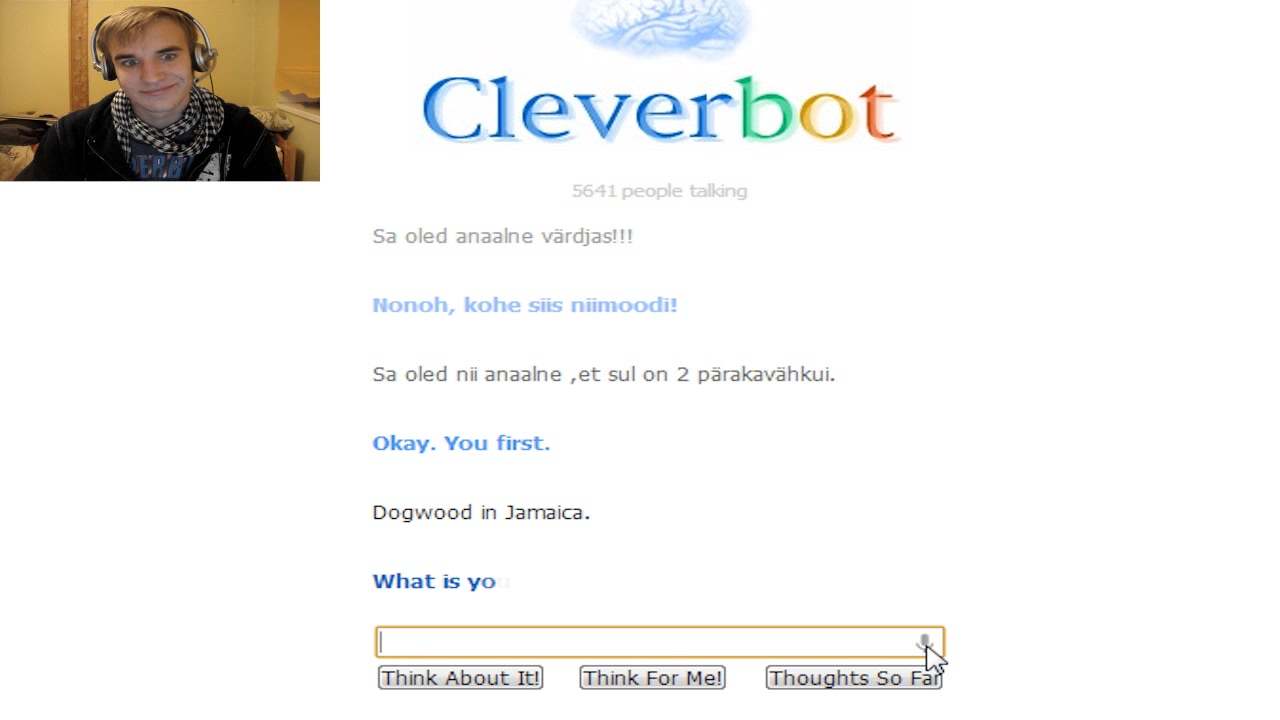 Cleverbot
5641 people talking
Sa oled anaalne värdjas!!!
Nonoh, kohe siis niimoodi!
Sa oled nii anaalne ,et sul on 2 pärakavähkui.
Okay. You first.
Dogwood in Jamaica.
What is you
Think About It! Think For Me! Thoughts So Far